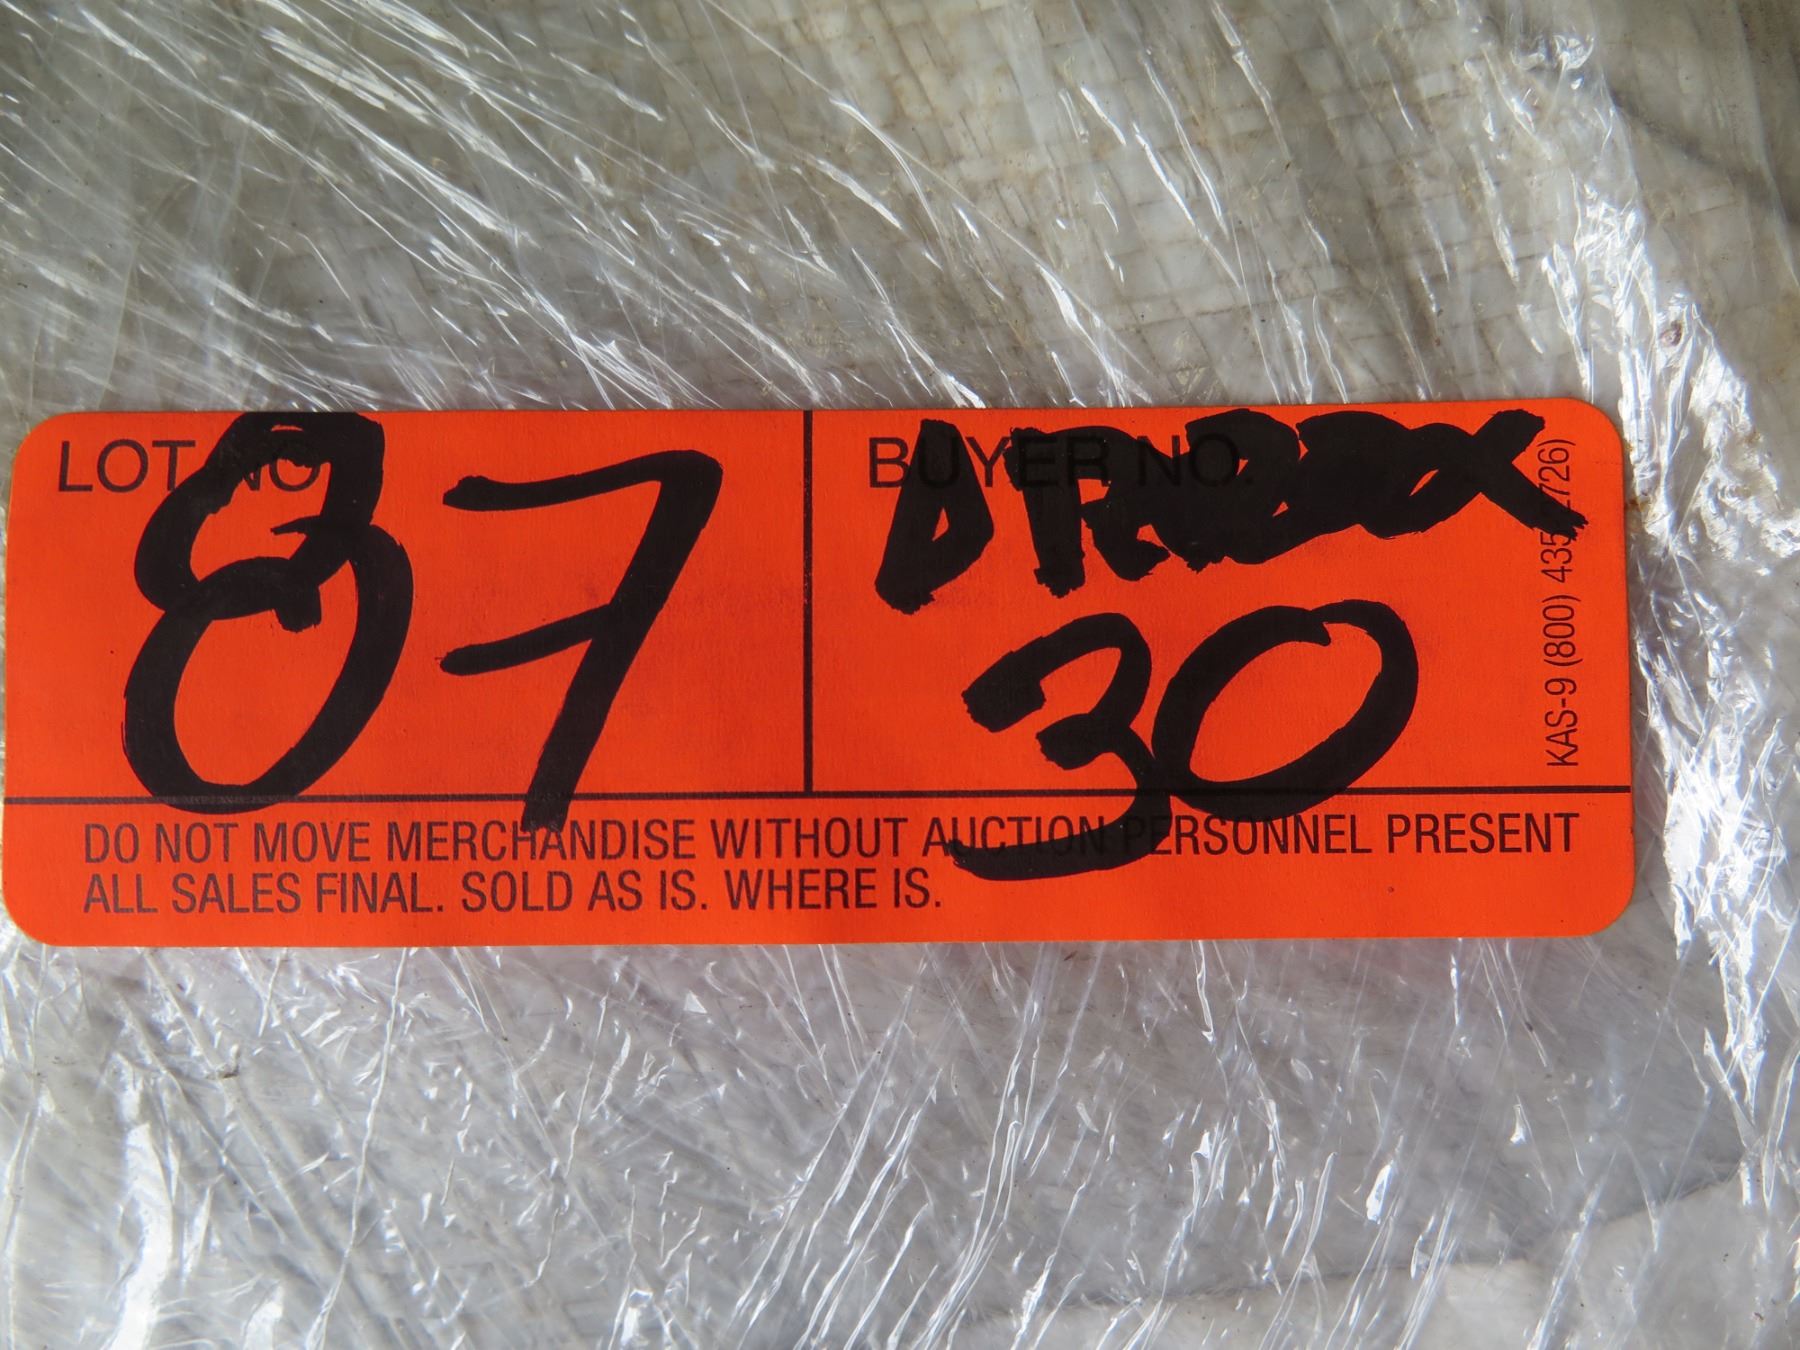 LOT NO.
87
BUYER NO.
30
KAS-9 (800) 435-2726)
DO NOT MOVE MERCHANDISE WITHOUT AUCTION PERSONNEL PRESENT
ALL SALES FINAL. SOLD AS IS. WHERE IS.